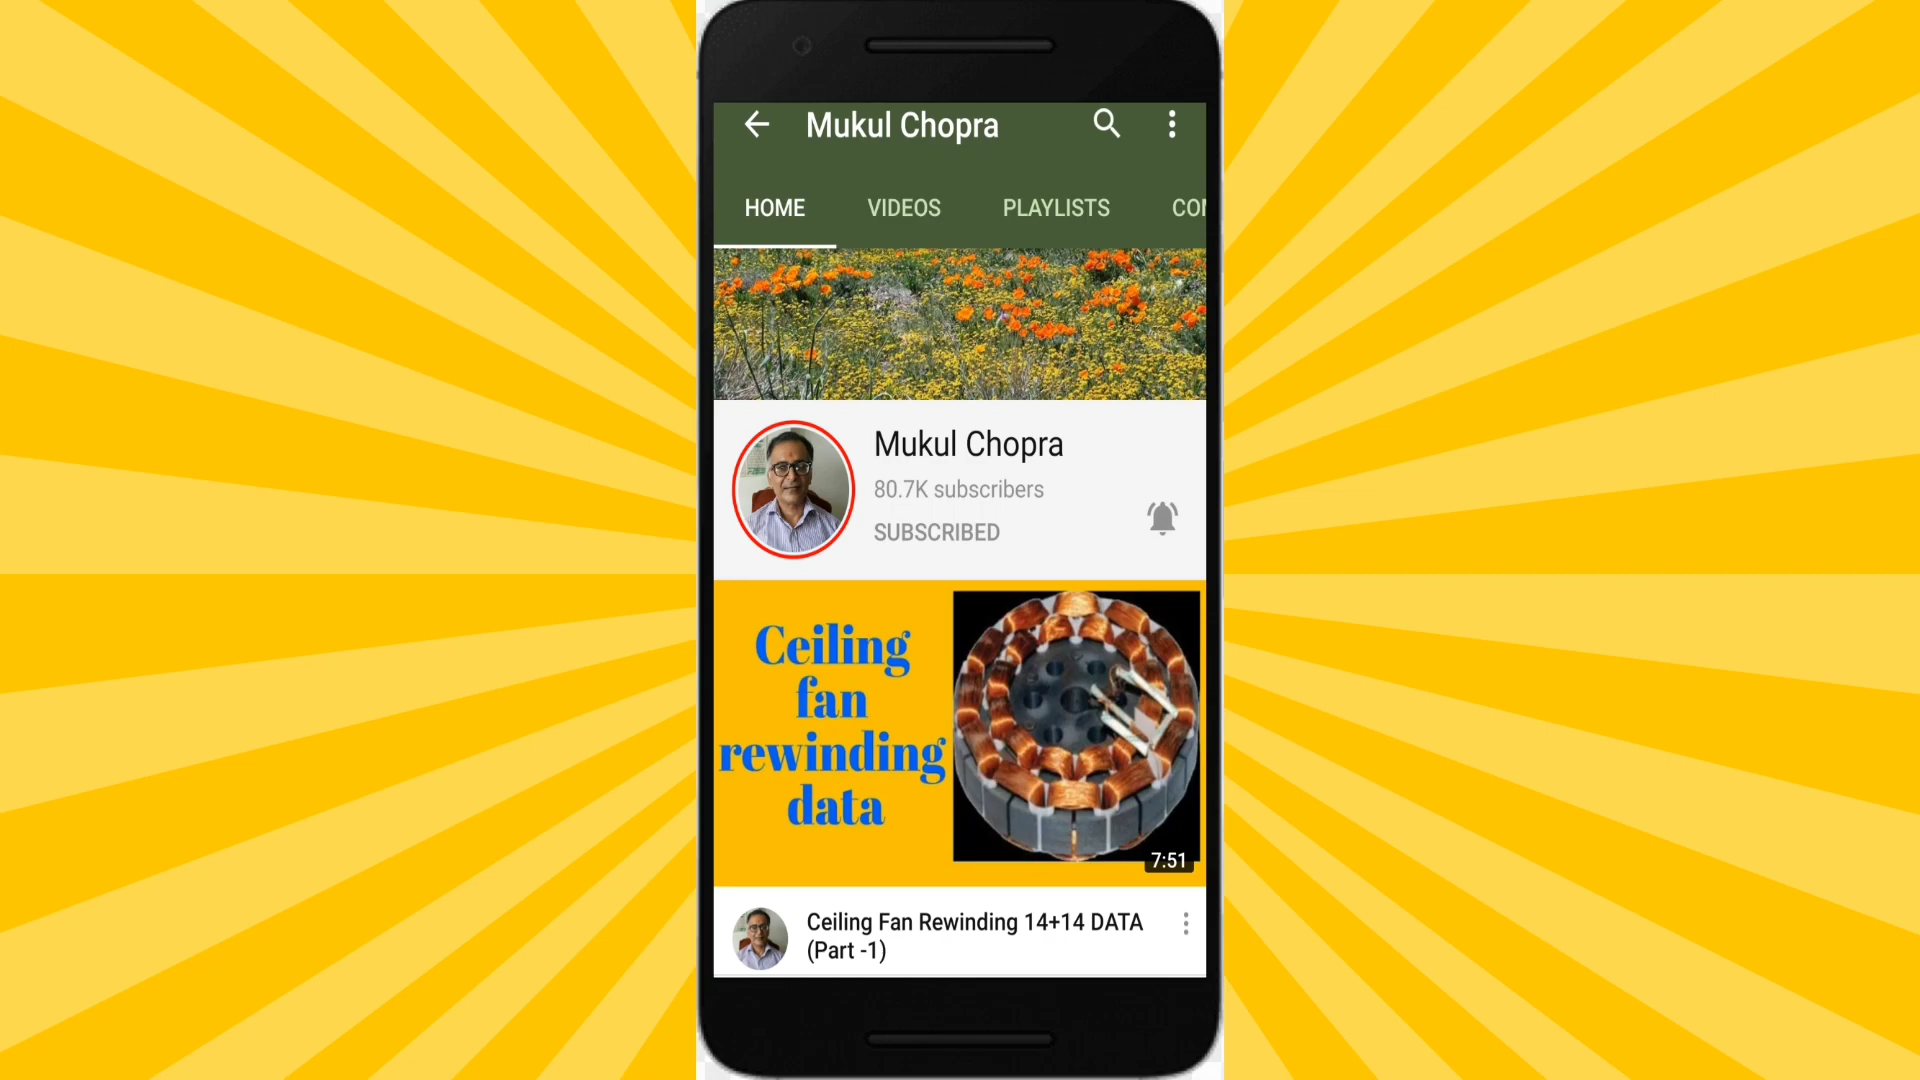 Mukul Chopra
HOME VIDEOS PLAYLISTS CO
Mukul Chopra
80.7K subscribers
SUBSCRIBED
Ceiling
fan
rewinding
data
7:51
Ceiling Fan Rewinding 14+14 DATA
(Part -1)